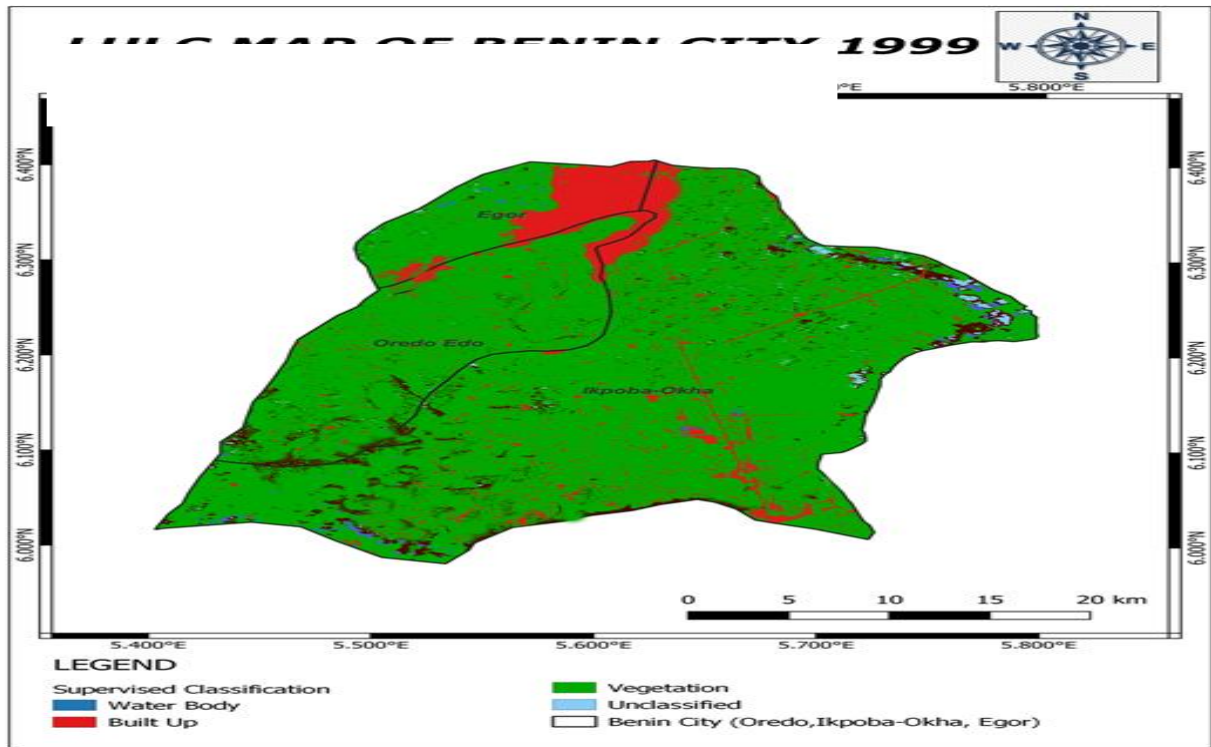 LULC MAP OF BENIN CITY 1999
N
W E
S
5.800°E
6.400°N
6.400°N
Egor
6.300°N
6.300°N
Oredo Edo
6.200°N
6.200°N
Ikpoba-Okha
6.100°N
6.100°N
6.000°N
6.000°N
0 5 10 15 20 km
5.400°E 5.500°E 5.600°E 5.700°E 5.800°E
LEGEND
Supervised Classification
Water Body
Built Up
Vegetation
Unclassified
Benin City (Oredo,Ikpoba-Okha, Egor)